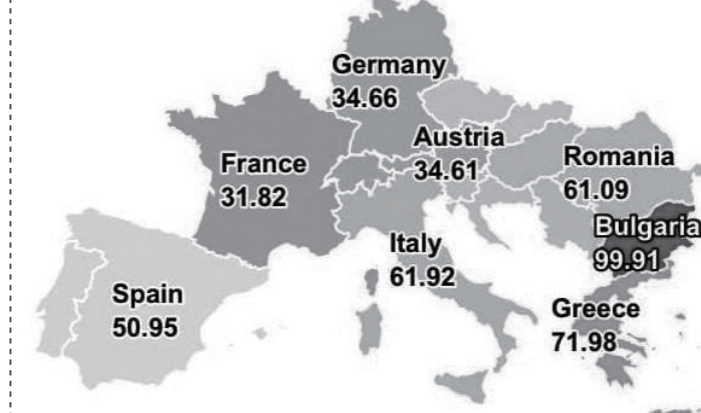 Germany
34.66
Austria
34.61
France
31.82
Romania
61.09
Bulgaria
99.91
Italy
61.92
Spain
50.95
Greece
71.98